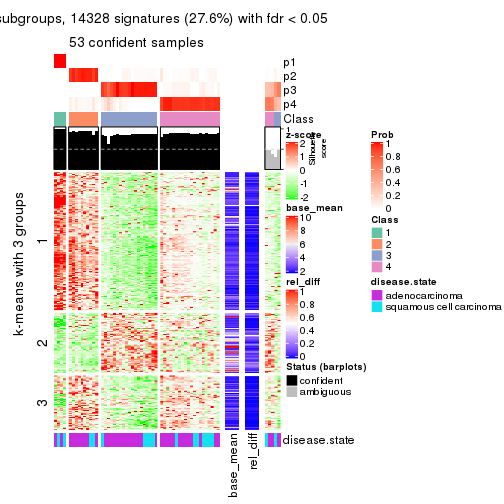 subgroups, 14328 signatures (27.6%) with fdr < 0.05
53 confident samples
p1
p2
p3
p4
Class
1
Silhouette score
z-score
2
1
0
-1
-2
base_mean
10
8
6
4
2
rel_diff
1
0.8
0.6
0.4
0.2
0
Status (barplots)
confident
ambiguous
Prob
1
0.8
0.6
0.4
0.2
0
Class
1
2
3
4
disease.state
adenocarcinoma
squamous cell carcinoma
k-means with 3 groups
1
2
3
disease.state
base_mean
rel_diff